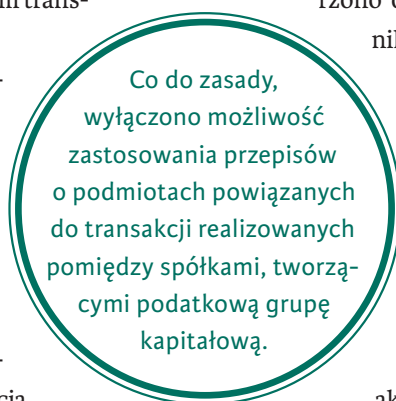 Co do zasady,
wyłączono możliwość
zastosowania przepisów
o podmiotach powiązanych
do transakcji realizowanych
pomiędzy spółkami, tworzą-
cymi podatkową grupę
kapitałową.